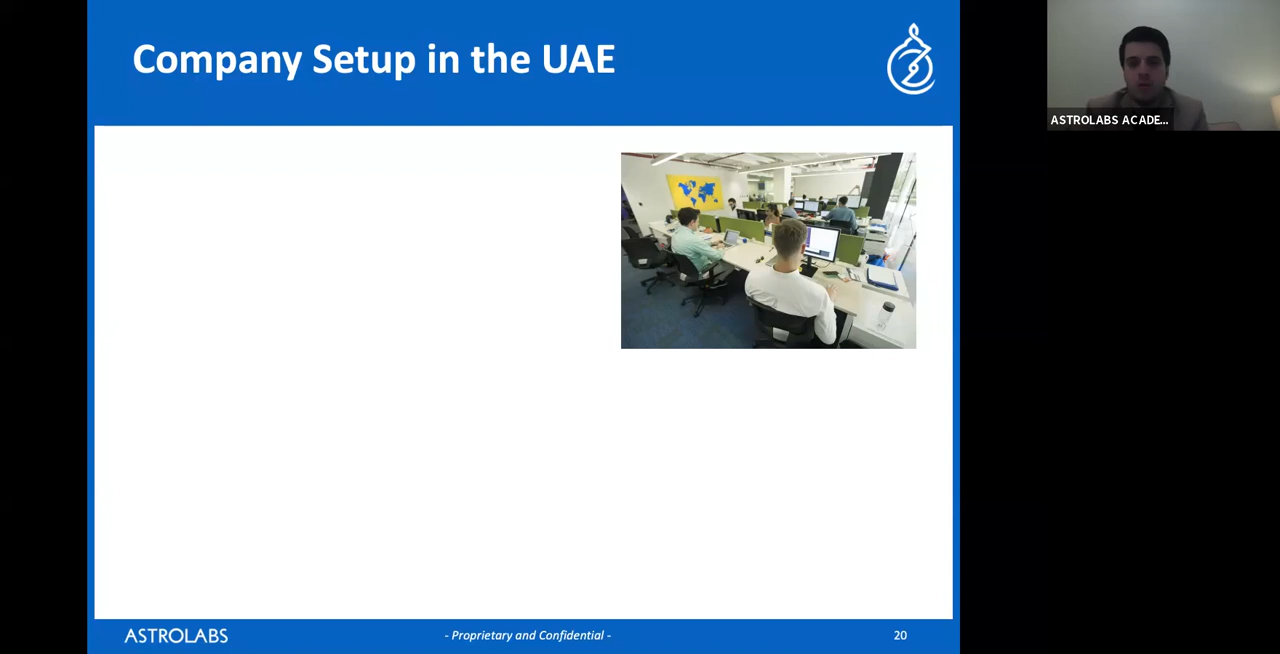 Company Setup in the UAE
ASTROLABS ACADE...
ASTROLABS
- Proprietary and Confidential -
20